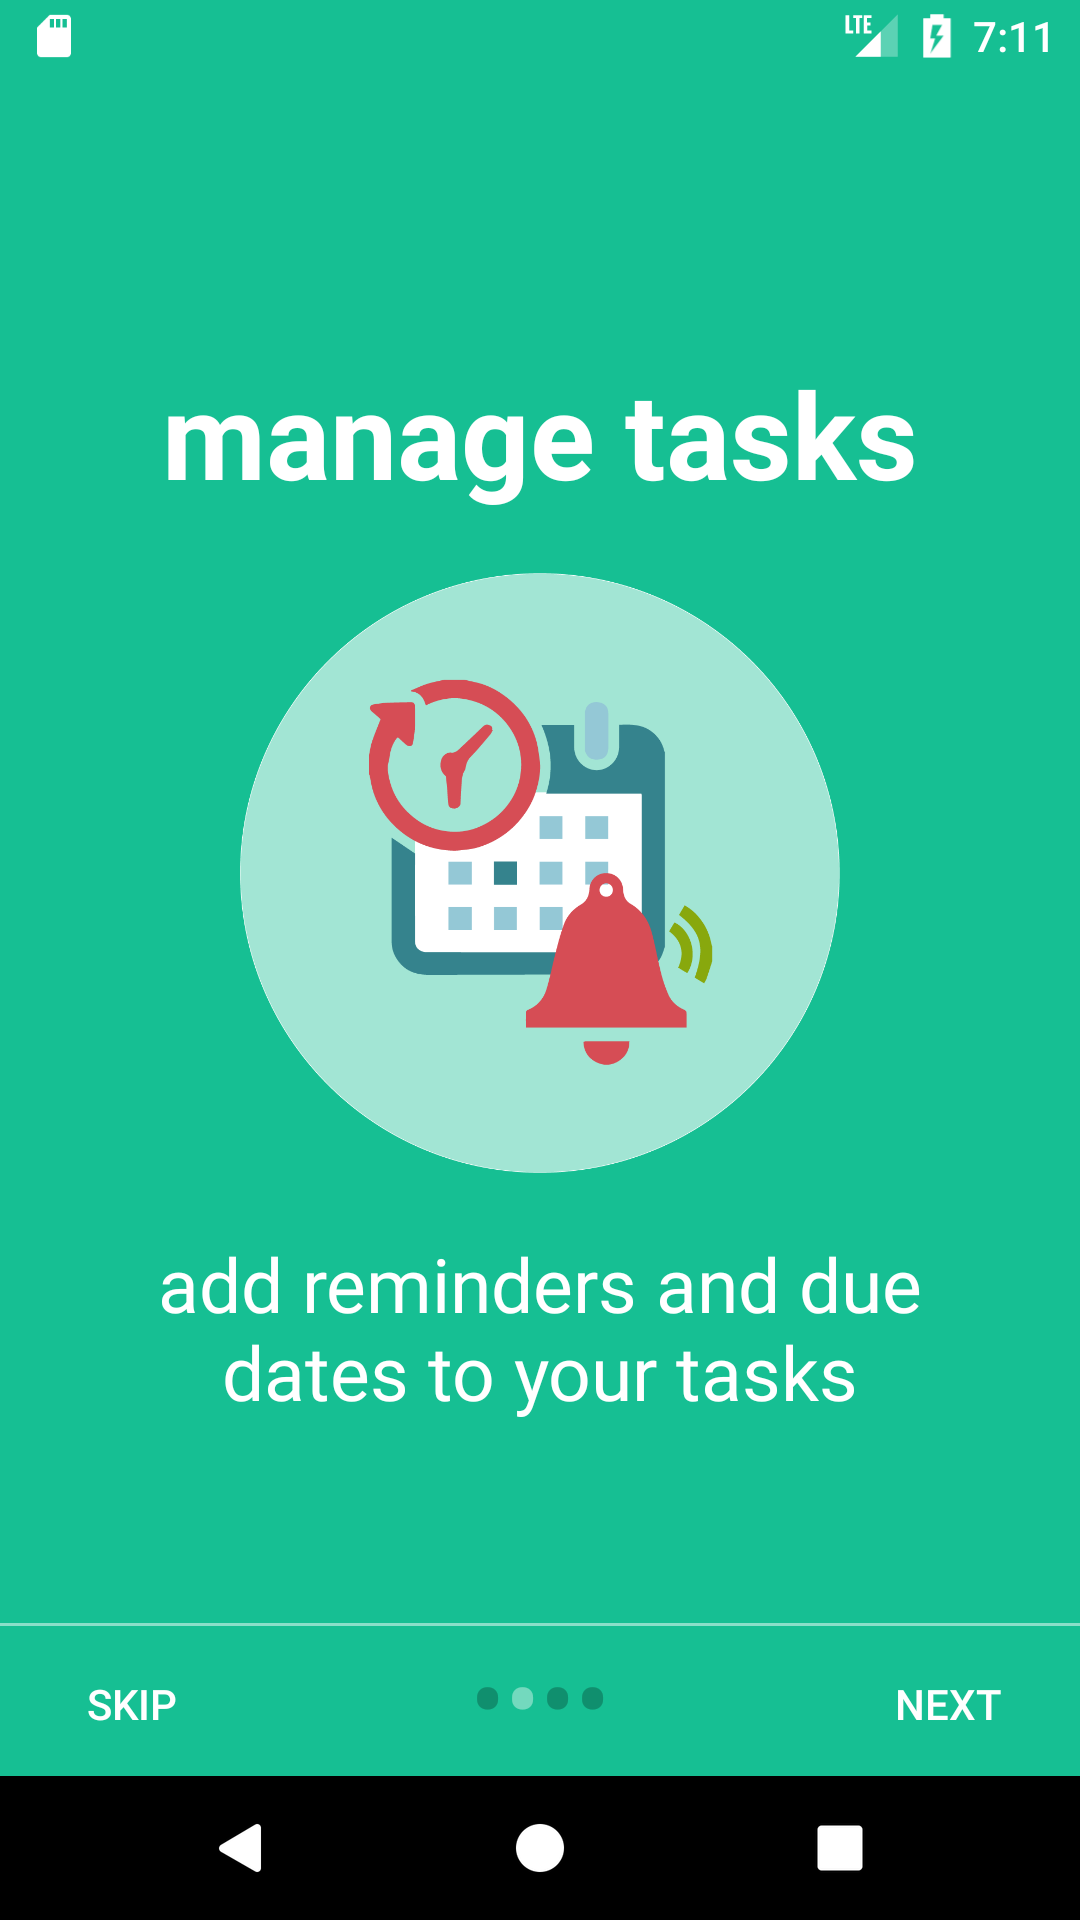 LTE 7:11
manage tasks
add reminders and due
dates to your tasks
SKIP NEXT